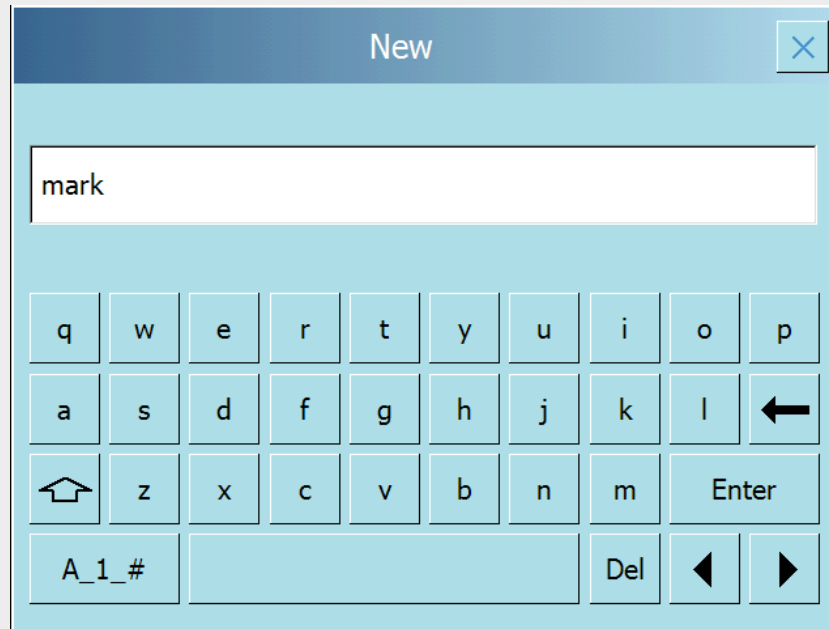 New
mark
q w e r t y u i o p
a s d f g h j k l
z x c v b n m Enter
A_1_# Del